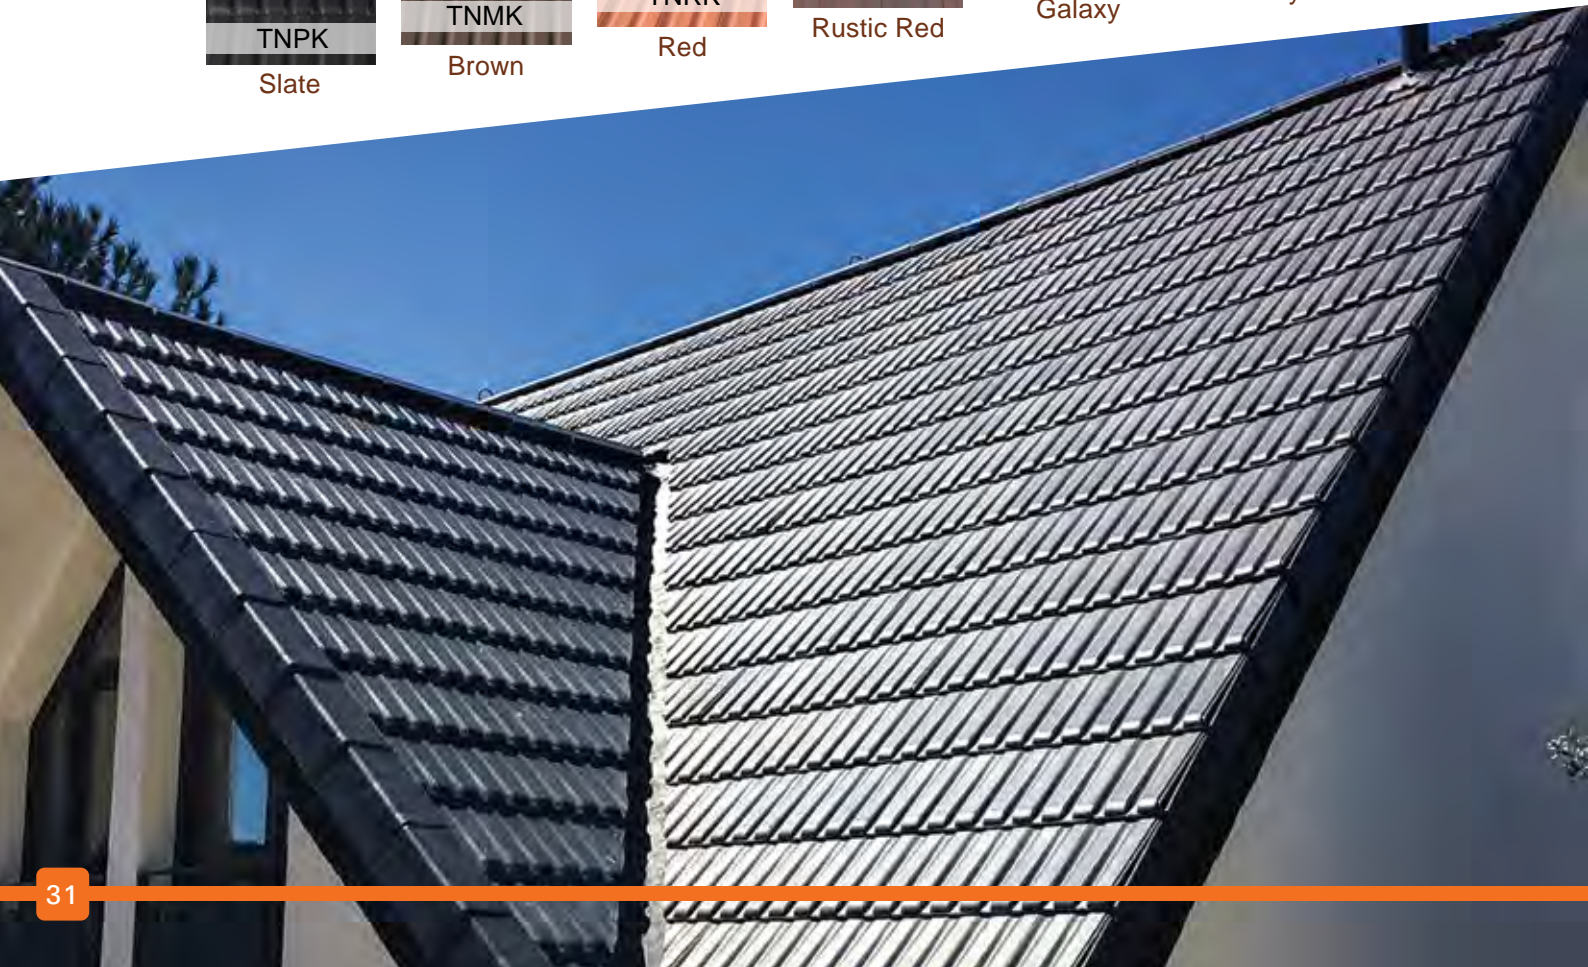 TNPK
Slate
TNMK
Brown
Red
Rustic Red
Galaxy
31